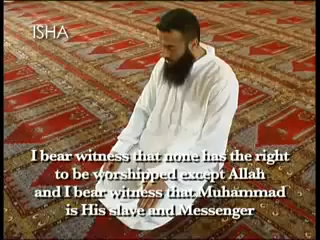 ISHA
I bear witness that none has the right
to be worshipped except Allah
and I bear witness that Muhammad
is His slave and Messenger